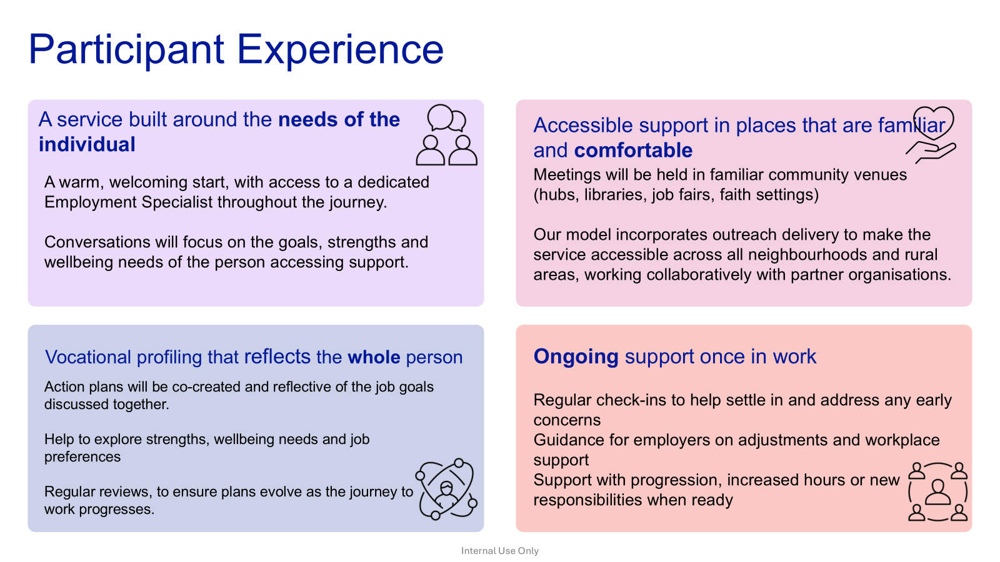 Participant Experience
A service built around the needs of the
individual
A warm, welcoming start, with access to a dedicated
Employment Specialist throughout the journey.
Conversations will focus on the goals, strengths and
wellbeing needs of the person accessing support.
Accessible support in places that are familiar
and comfortable
Meetings will be held in familiar community venues
(hubs, libraries, job fairs, faith settings)
Our model incorporates outreach delivery to make the
service accessible across all neighbourhoods and rural
areas, working collaboratively with partner organisations.
Vocational profiling that reflects the whole person
Action plans will be co-created and reflective of the job goals
discussed together.
Help to explore strengths, wellbeing needs and job
preferences
Regular reviews, to ensure plans evolve as the journey to
work progresses.
Ongoing support once in work
Regular check-ins to help settle in and address any early
concerns
Guidance for employers on adjustments and workplace
support
Support with progression, increased hours or new
responsibilities when ready
Internal Use Only